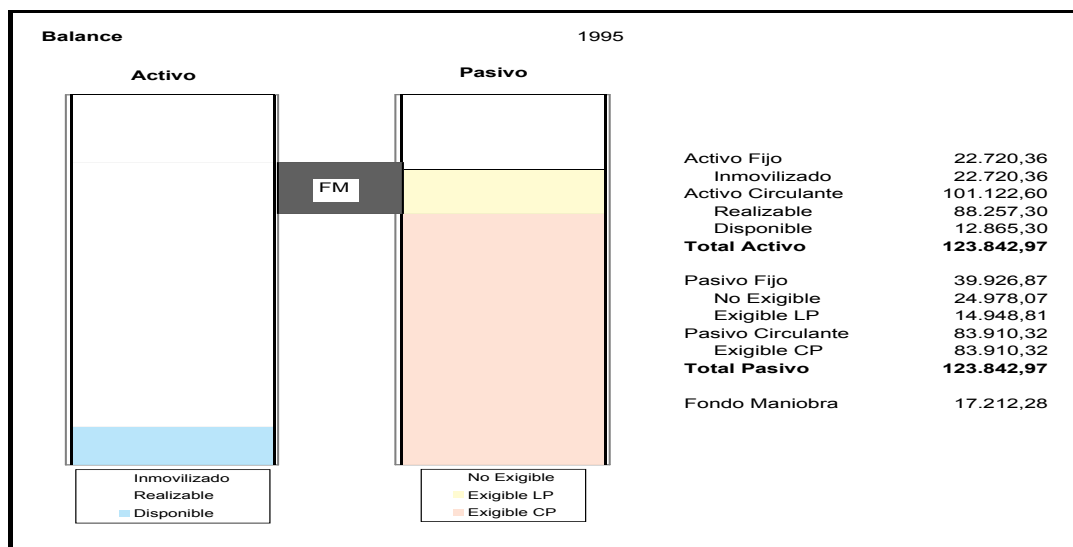 Balance 1995
Activo
Pasivo
FM
Inmovilizado
Realizable
Disponible
No Exigible
Exigible LP
Exigible CP
Activo Fijo 22.720,36
Inmovilizado 22.720,36
Activo Circulante 101.122,60
Realizable 88.257,30
Disponible 12.865,30
Total Activo 123.842,97
Pasivo Fijo 39.926,87
No Exigible 24.978,07
Exigible LP 14.948,81
Pasivo Circulante 83.910,32
Exigible CP 83.910,32
Total Pasivo 123.842,97
Fondo Maniobra 17.212,28